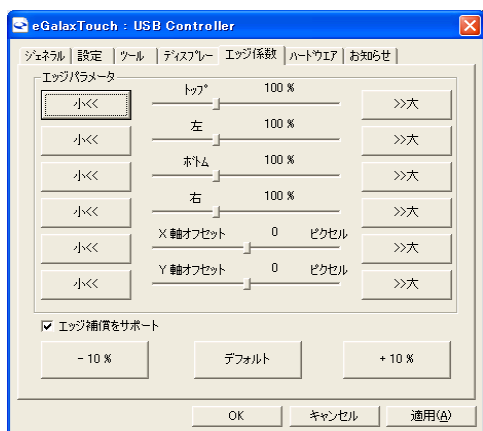 eGalaxTouch : USB Controller
ジェネラル 設定 ツール ディスプレー エッジ係数 ハードウエア お知らせ
エッジパラメータ
小<< トップ 100 % >>大
小<< 左 100 % >>大
小<< ボトム 100 % >>大
小<< 右 100 % >>大
小<< X 軸オフセット 0 ピクセル >>大
小<< Y 軸オフセット 0 ピクセル >>大
エッジ補償をサポート
- 10 % デフォルト + 10 %
OK キャンセル 適用(A)